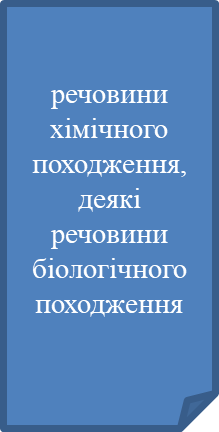 речовини
хімічного
походження,
деякі
речовини
біологічного
походження